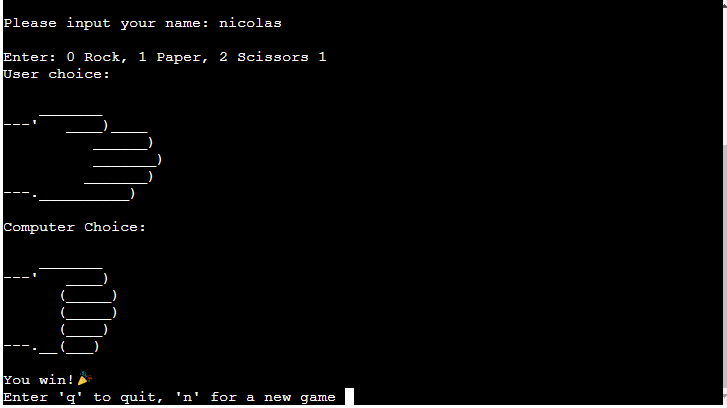 Please input your name: nicolas
Enter: 0 Rock, 1 Paper, 2 Scissors 1
User choice:
    _______
---'   ____)____
          ______)
          _______)
         _______)
---.__________)
Computer Choice:
    _______
---'   ____)
      (_____)
      (_____)
      (____)
---.__(___)
You win!🎉
Enter 'q' to quit, 'n' for a new game